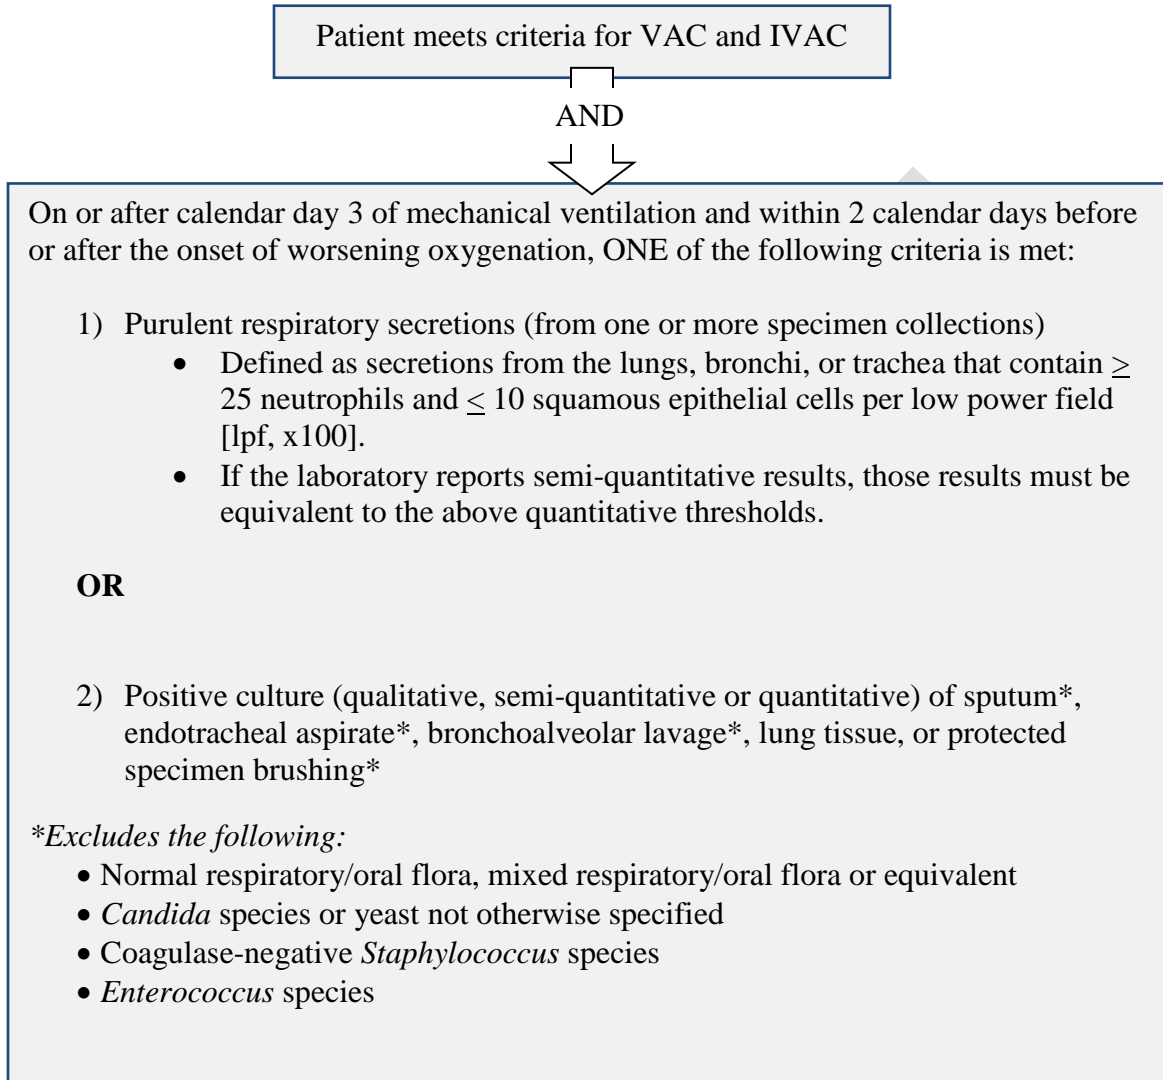 Patient meets criteria for VAC and IVAC
AND
On or after calendar day 3 of mechanical ventilation and within 2 calendar days before
or after the onset of worsening oxygenation, ONE of the following criteria is met:
1) Purulent respiratory secretions (from one or more specimen collections)
• Defined as secretions from the lungs, bronchi, or trachea that contain ≥
25 neutrophils and ≤ 10 squamous epithelial cells per low power field
[lpf, x100].
• If the laboratory reports semi-quantitative results, those results must be
equivalent to the above quantitative thresholds.
OR
2) Positive culture (qualitative, semi-quantitative or quantitative) of sputum*,
endotracheal aspirate*, bronchoalveolar lavage*, lung tissue, or protected
specimen brushing*
*Excludes the following:
• Normal respiratory/oral flora, mixed respiratory/oral flora or equivalent
• Candida species or yeast not otherwise specified
• Coagulase-negative Staphylococcus species
• Enterococcus species